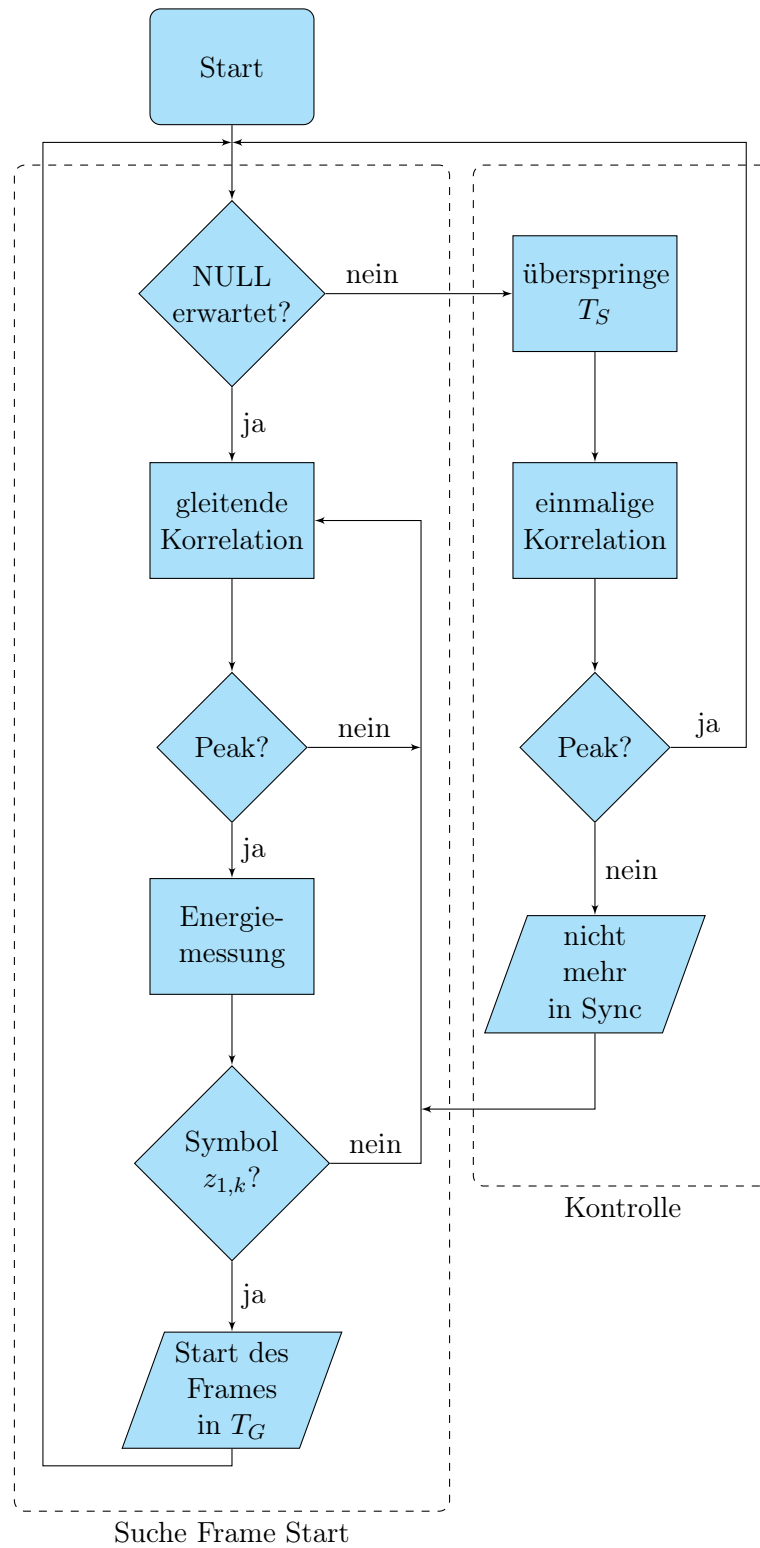 Start
NULL
erwartet?
nein
überspringe
$T_S$
ja
gleitende
Korrelation
einmalige
Korrelation
Peak?
nein
Peak?
ja
ja
Energie-
messung
nein
nicht
mehr
in Sync
Symbol
$z_{1,k}$?
nein
Kontrolle
ja
Start des
Frames
in $T_G$
Suche Frame Start